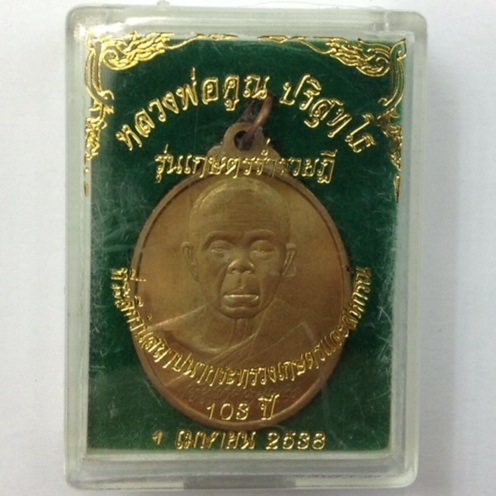 หลวงพ่อคูณ ปริสุทฺโธ
รุ่นเกษตรร่ำรวยฎี
ที่ระลึกวันสถาปนากระทรวงเกษตรและสหกรณ์
103 ปี
1 เมษายน 2538